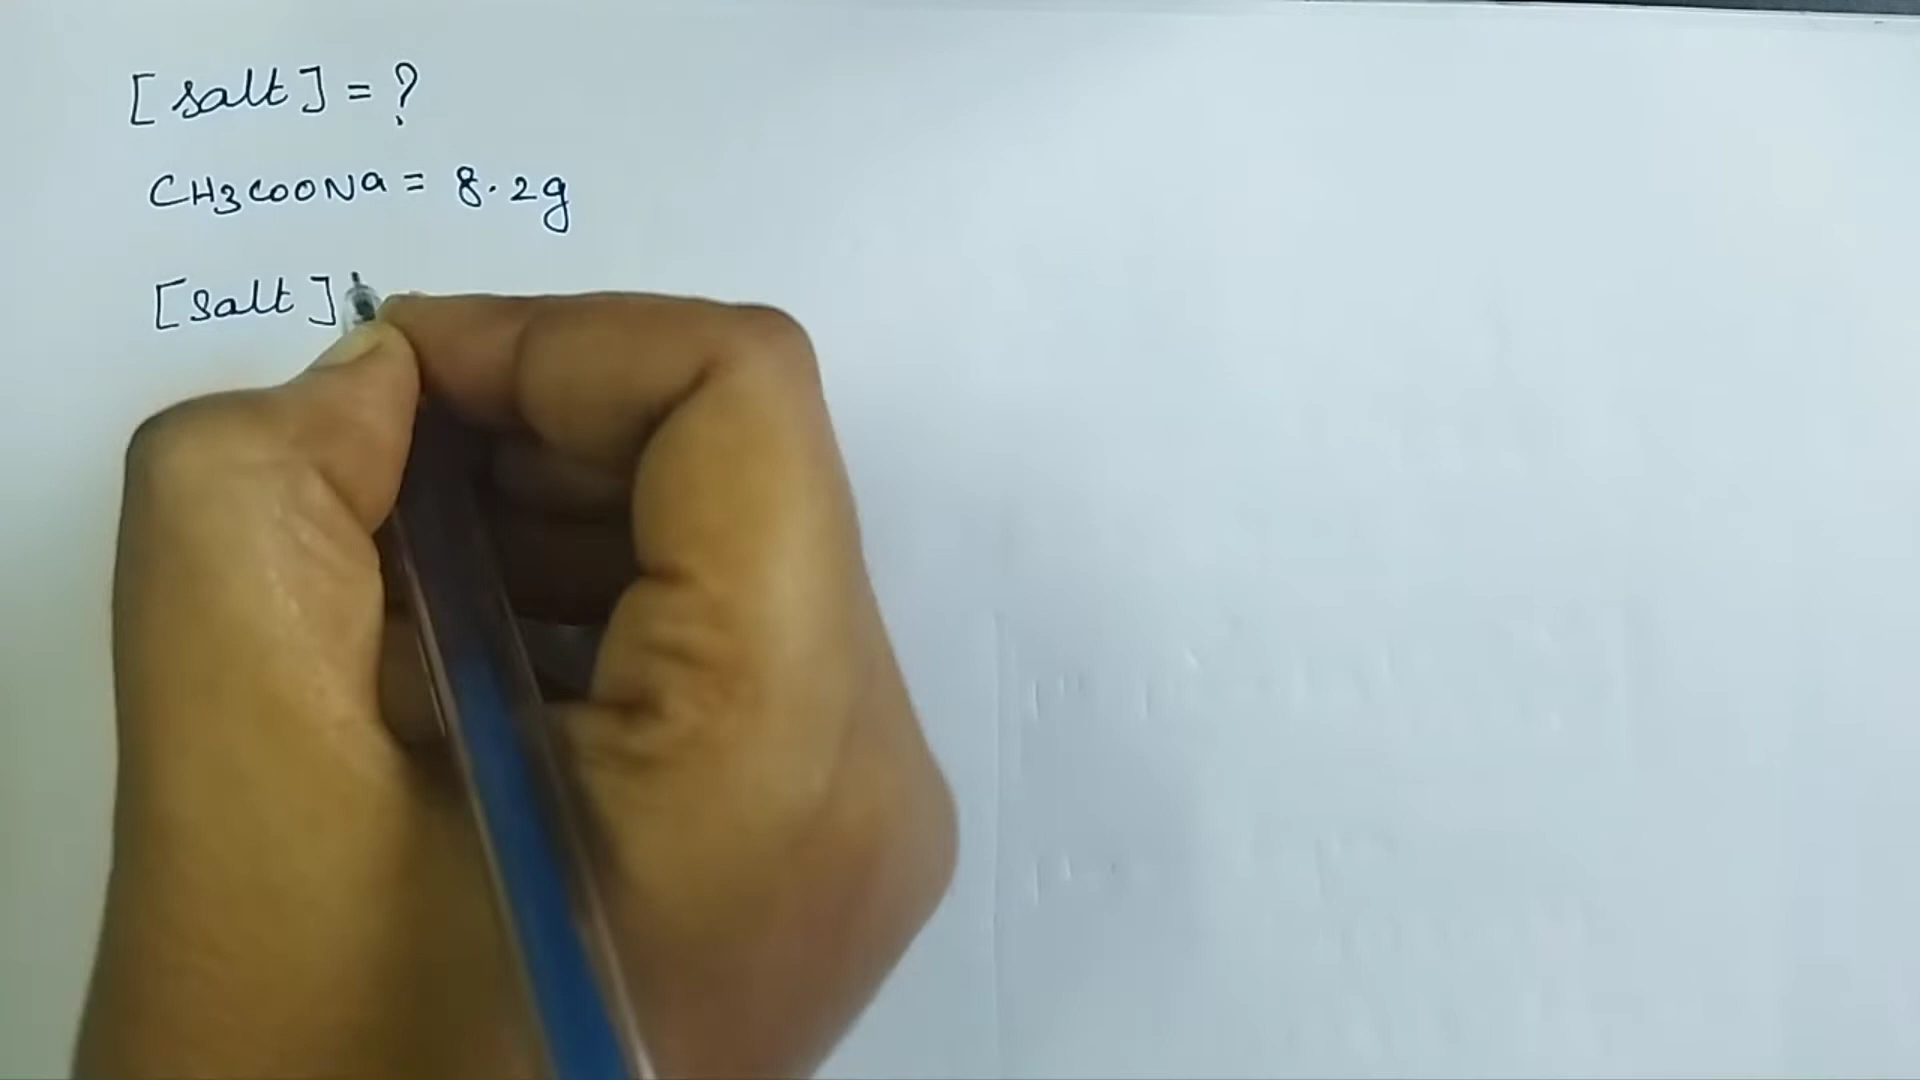 [salt] = ?
CH3COONa = 8.2g
[salt]